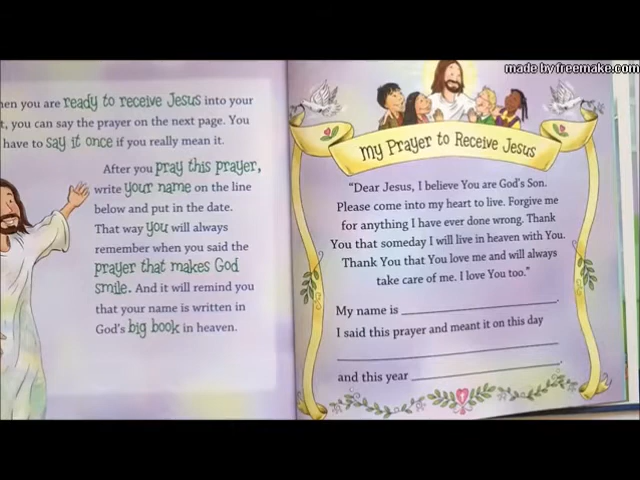 made by freemake.com
hen you are ready to receive Jesus into your
t, you can say the prayer on the next page. You
have to say it once if you really mean it.
After you pray this prayer,
write your name on the line
below and put in the date.
That way you will always
remember when you said the
prayer that makes God
smile. And it will remind you
that your name is written in
God's big book in heaven.
My Prayer to Receive Jesus
"Dear Jesus, I believe You are God's Son.
Please come into my heart to live. Forgive me
for anything I have ever done wrong. Thank
You that someday I will live in heaven with You.
Thank You that You love me and will always
take care of me. I love You too."
My name is
I said this prayer and meant it on this day
and this year